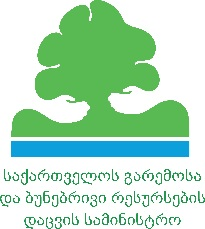 საქართველოს გარემოსა
და ბუნებრივი რესურსების
დაცვის სამინისტრო